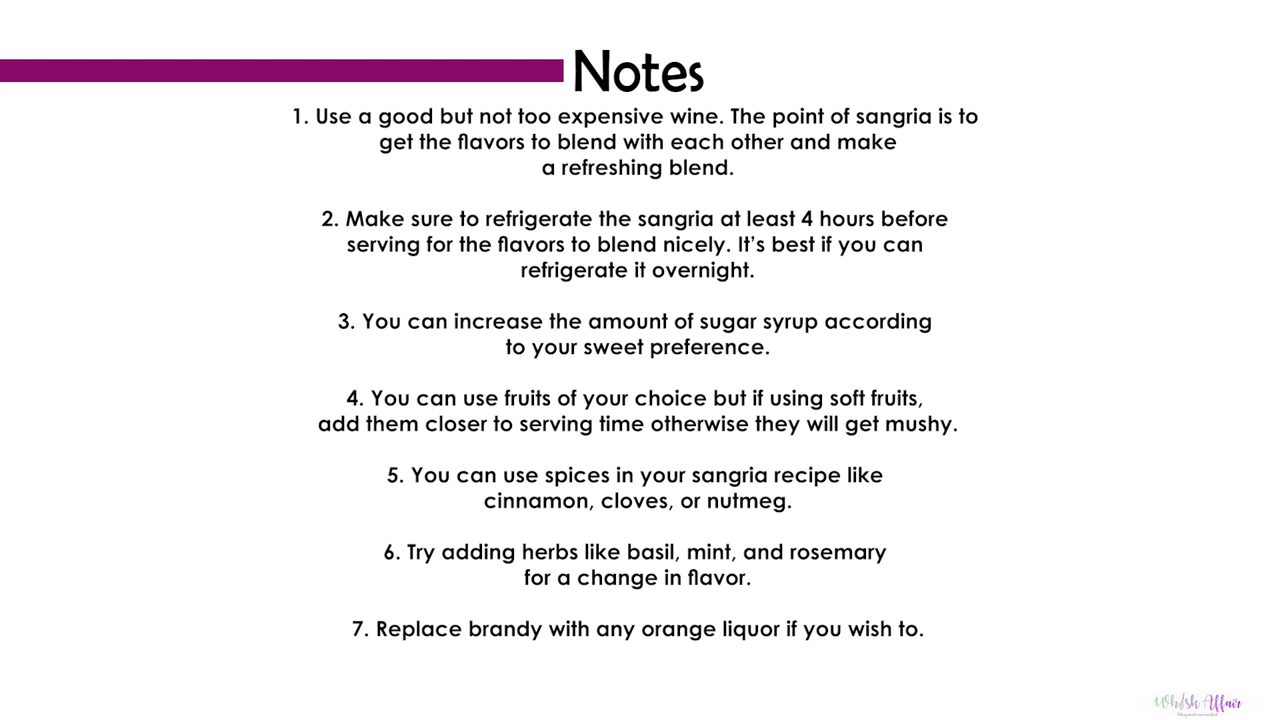 Notes
1. Use a good but not too expensive wine. The point of sangria is to
get the flavors to blend with each other and make
a refreshing blend.
2. Make sure to refrigerate the sangria at least 4 hours before
serving for the flavors to blend nicely. It's best if you can
refrigerate it overnight.
3. You can increase the amount of sugar syrup according
to your sweet preference.
4. You can use fruits of your choice but if using soft fruits,
add them closer to serving time otherwise they will get mushy.
5. You can use spices in your sangria recipe like
cinnamon, cloves, or nutmeg.
6. Try adding herbs like basil, mint, and rosemary
for a change in flavor.
7. Replace brandy with any orange liquor if you wish to.
Whisk Affair